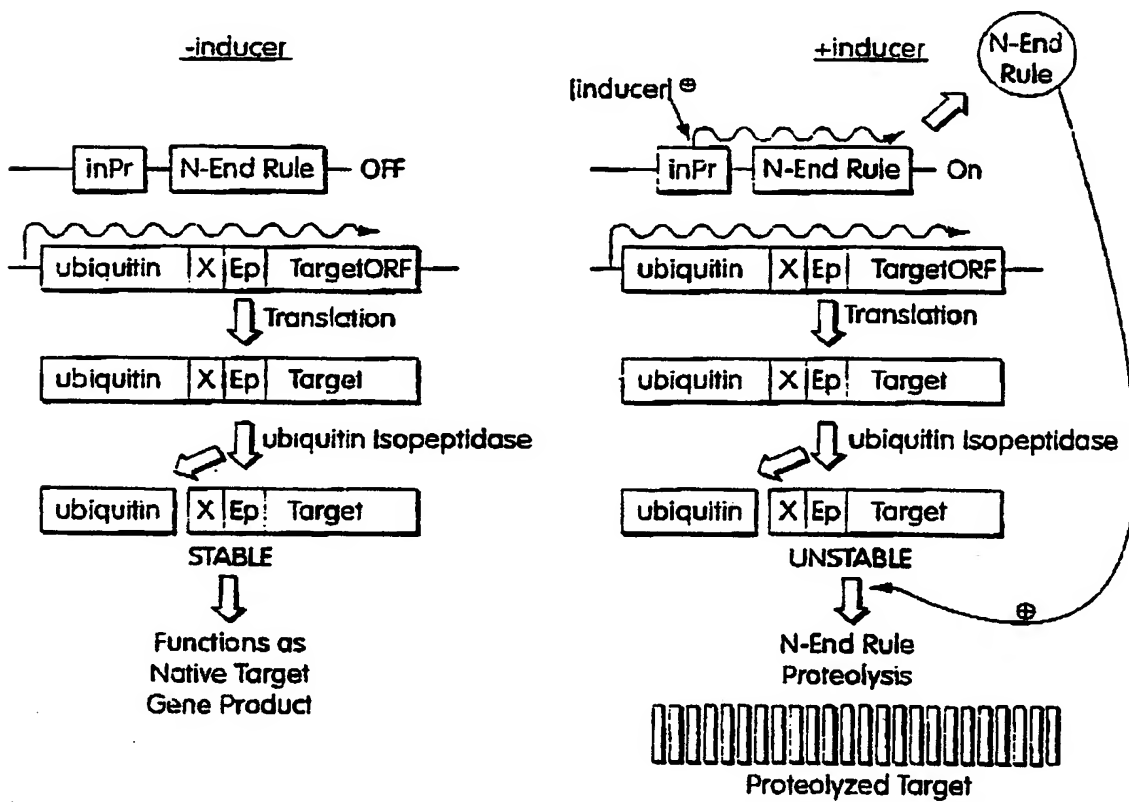 -inducer
inPr
N-End Rule
OFF
ubiquitin X Ep TargetORF
Translation
ubiquitin X Ep Target
ubiquitin Isopeptidase
ubiquitin X Ep Target
STABLE
Functions as
Native Target
Gene Product
+inducer
N-End
Rule
[inducer] ⊕
inPr
N-End Rule
On
ubiquitin X Ep TargetORF
Translation
ubiquitin X Ep Target
ubiquitin Isopeptidase
ubiquitin X Ep Target
UNSTABLE
⊕
N-End Rule
Proteolysis
Proteolyzed Target